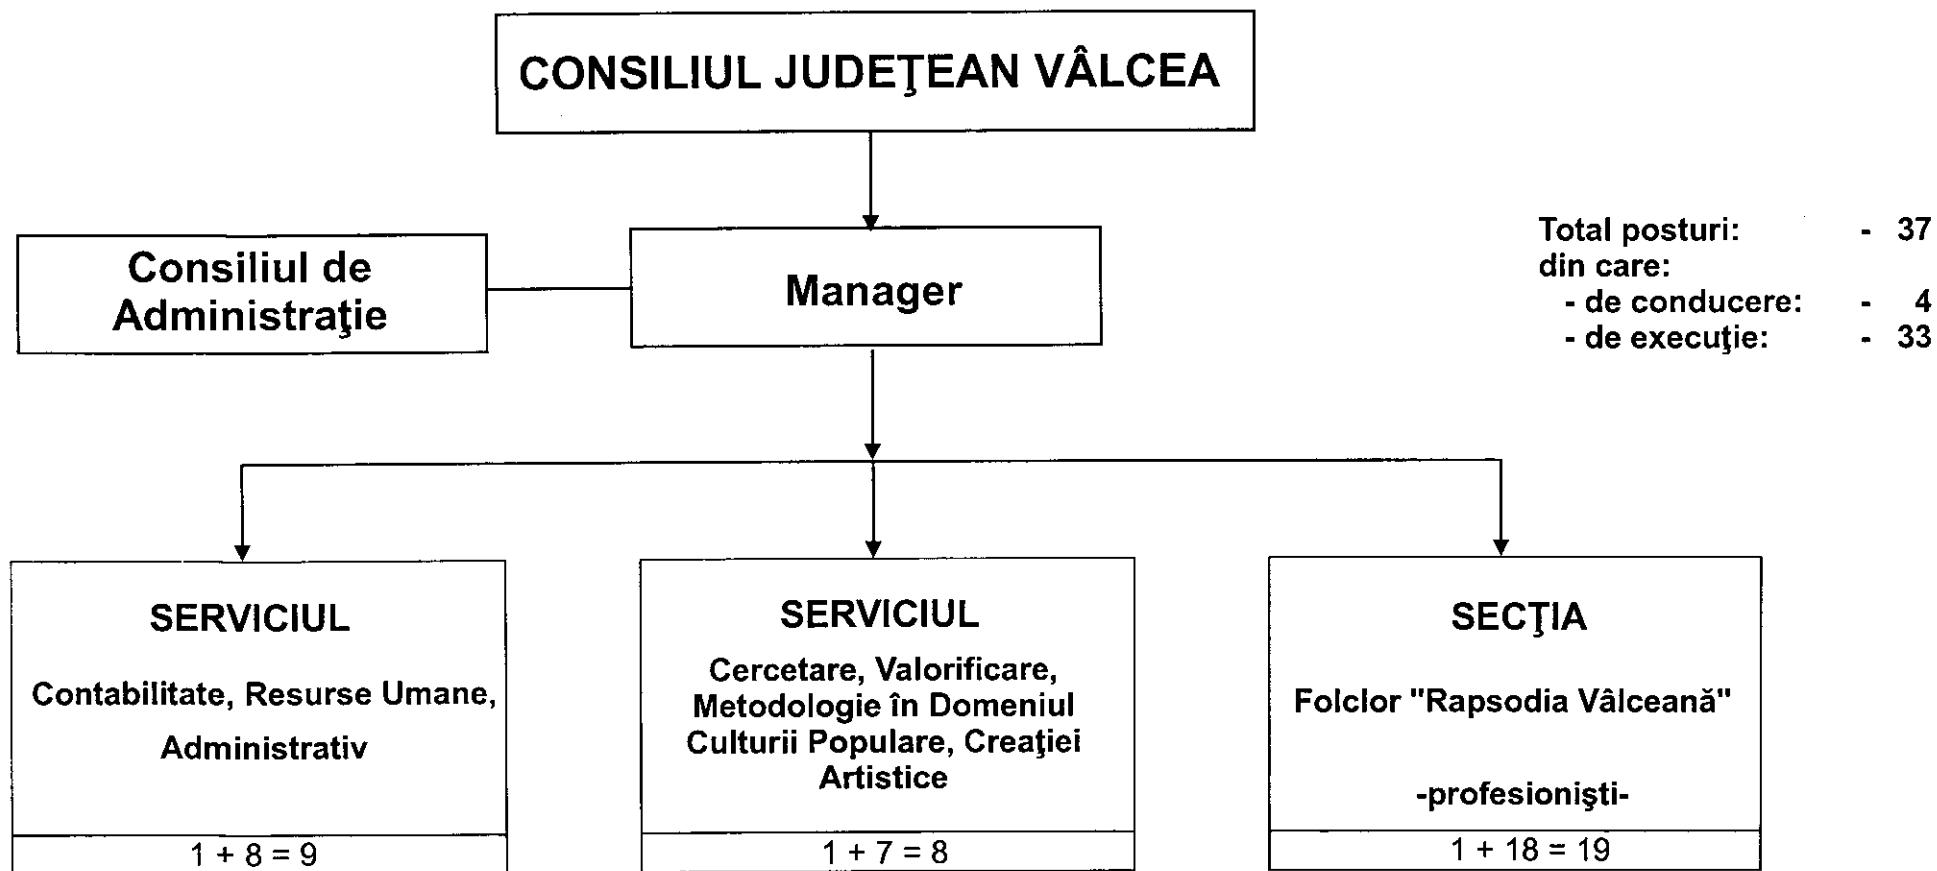 CONSILIUL JUDEŢEAN VÂLCEA
Consiliul de
Administraţie
Manager
Total posturi: - 37
din care:
- de conducere: - 4
- de execuţie: - 33
SERVICIUL
Contabilitate, Resurse Umane,
Administrativ
1 + 8 = 9
SERVICIUL
Cercetare, Valorificare,
Metodologie în Domeniul
Culturii Populare, Creaţiei
Artistice
1 + 7 = 8
SECŢIA
Folclor "Rapsodia Vâlceană"
-profesionişti-
1 + 18 = 19